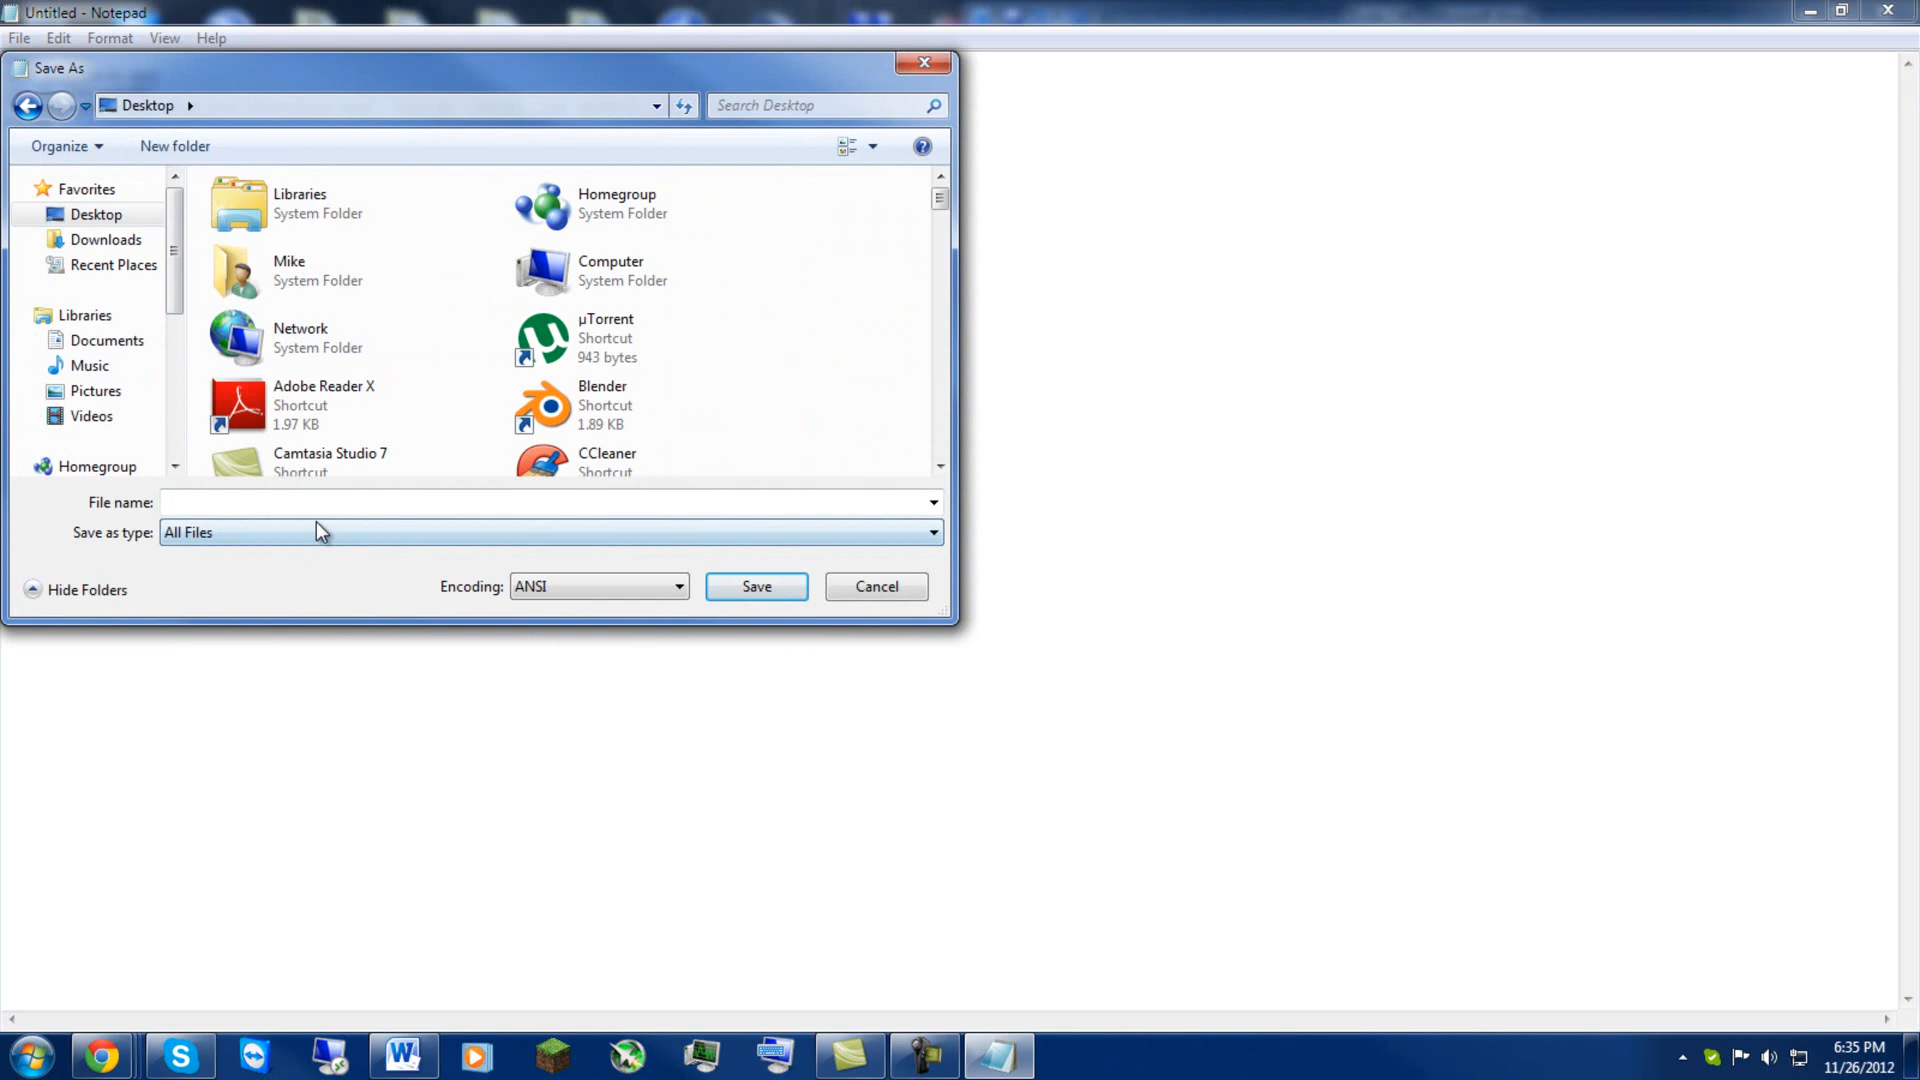 Untitled - Notepad
File Edit Format View Help
Save As
Desktop
Search Desktop
Organize New folder
Favorites
Desktop
Downloads
Recent Places
Libraries
Documents
Music
Pictures
Videos
Homegroup
Libraries
System Folder
Homegroup
System Folder
Mike
System Folder
Computer
System Folder
Network
System Folder
µTorrent
Shortcut
943 bytes
Adobe Reader X
Shortcut
1.97 KB
Blender
Shortcut
1.89 KB
Camtasia Studio 7
Shortcut
CCleaner
Shortcut
File name:
Save as type: All Files
Hide Folders
Encoding: ANSI Save Cancel
6:35 PM
11/26/2012